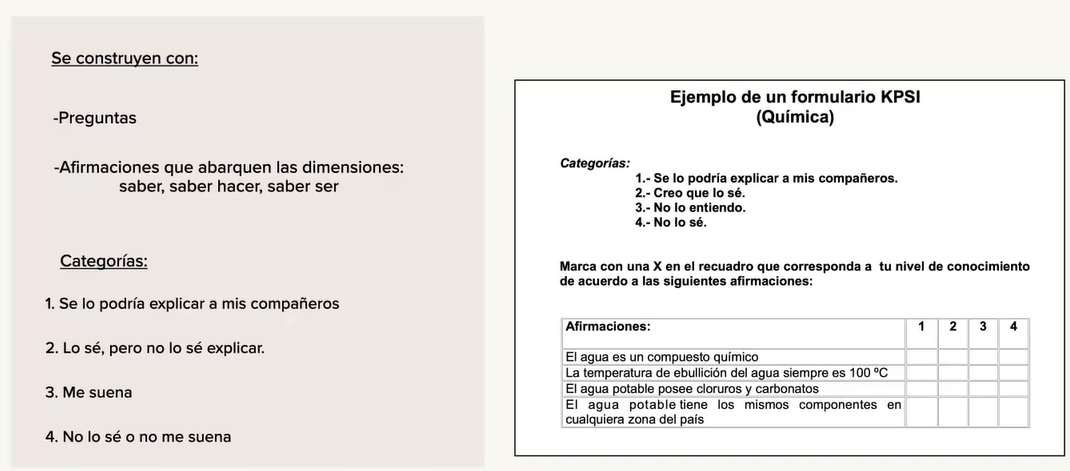 Se construyen con:
-Preguntas
-Afirmaciones que abarquen las dimensiones:
saber, saber hacer, saber ser
Categorías:
1. Se lo podría explicar a mis compañeros
2. Lo sé, pero no lo sé explicar.
3. Me suena
4. No lo sé o no me suena
Ejemplo de un formulario KPSI
(Química)
Categorías:
1.- Se lo podría explicar a mis compañeros.
2.- Creo que lo sé.
3.- No lo entiendo.
4.- No lo sé.
Marca con una X en el recuadro que corresponda a tu nivel de conocimiento
de acuerdo a las siguientes afirmaciones:
Afirmaciones: 1 2 3 4
El agua es un compuesto químico
La temperatura de ebullición del agua siempre es 100 ºC
El agua potable posee cloruros y carbonatos
El agua potable tiene los mismos componentes en
cualquiera zona del país